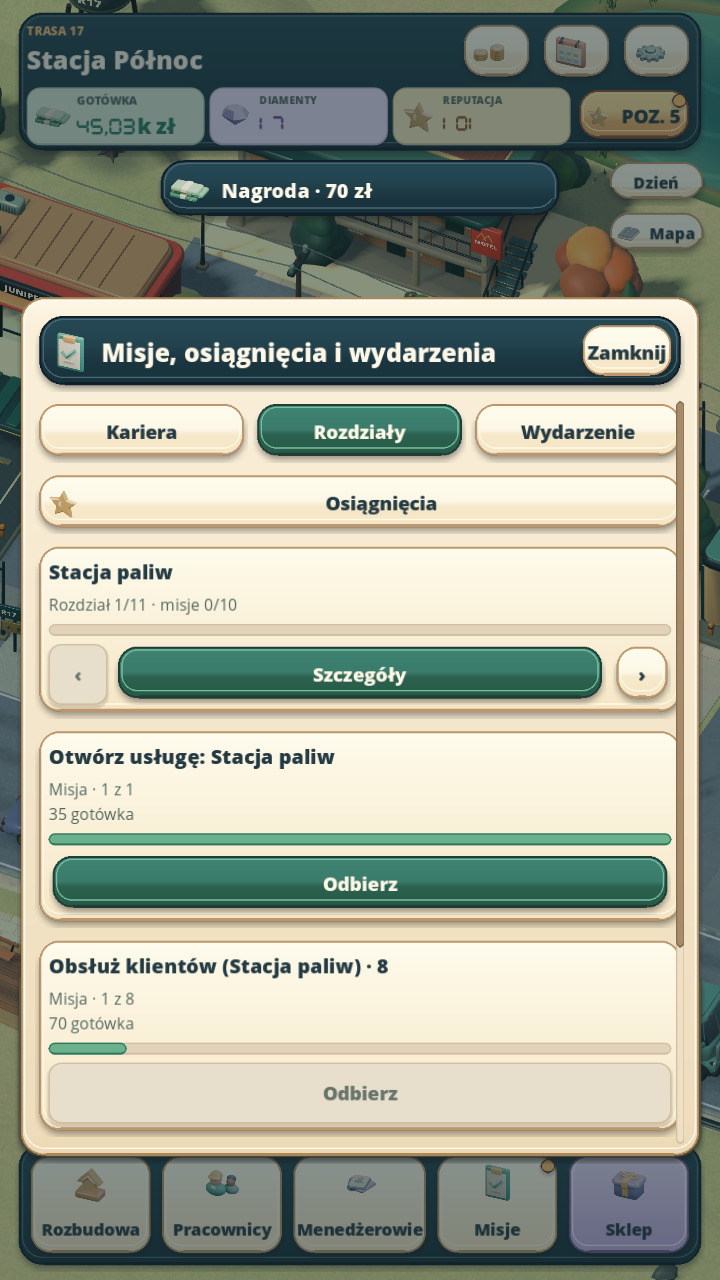 R17
TRASA 17
Stacja Północ
GOTÓWKA
45,03k zł
DIAMENTY
17
REPUTACJA
101
POZ. 5
Nagroda · 70 zł
Dzień
Mapa
MOTEL
Misje, osiągnięcia i wydarzenia
Zamknij
Kariera
Rozdziały
Wydarzenie
Osiągnięcia
Stacja paliw
Rozdział 1/11 · misje 0/10
‹
Szczegóły
›
Otwórz usługę: Stacja paliw
Misja · 1 z 1
35 gotówka
Odbierz
R17
Obsłuż klientów (Stacja paliw) · 8
Misja · 1 z 8
70 gotówka
Odbierz
Rozbudowa
Pracownicy
Menedżerowie
Misje
Sklep